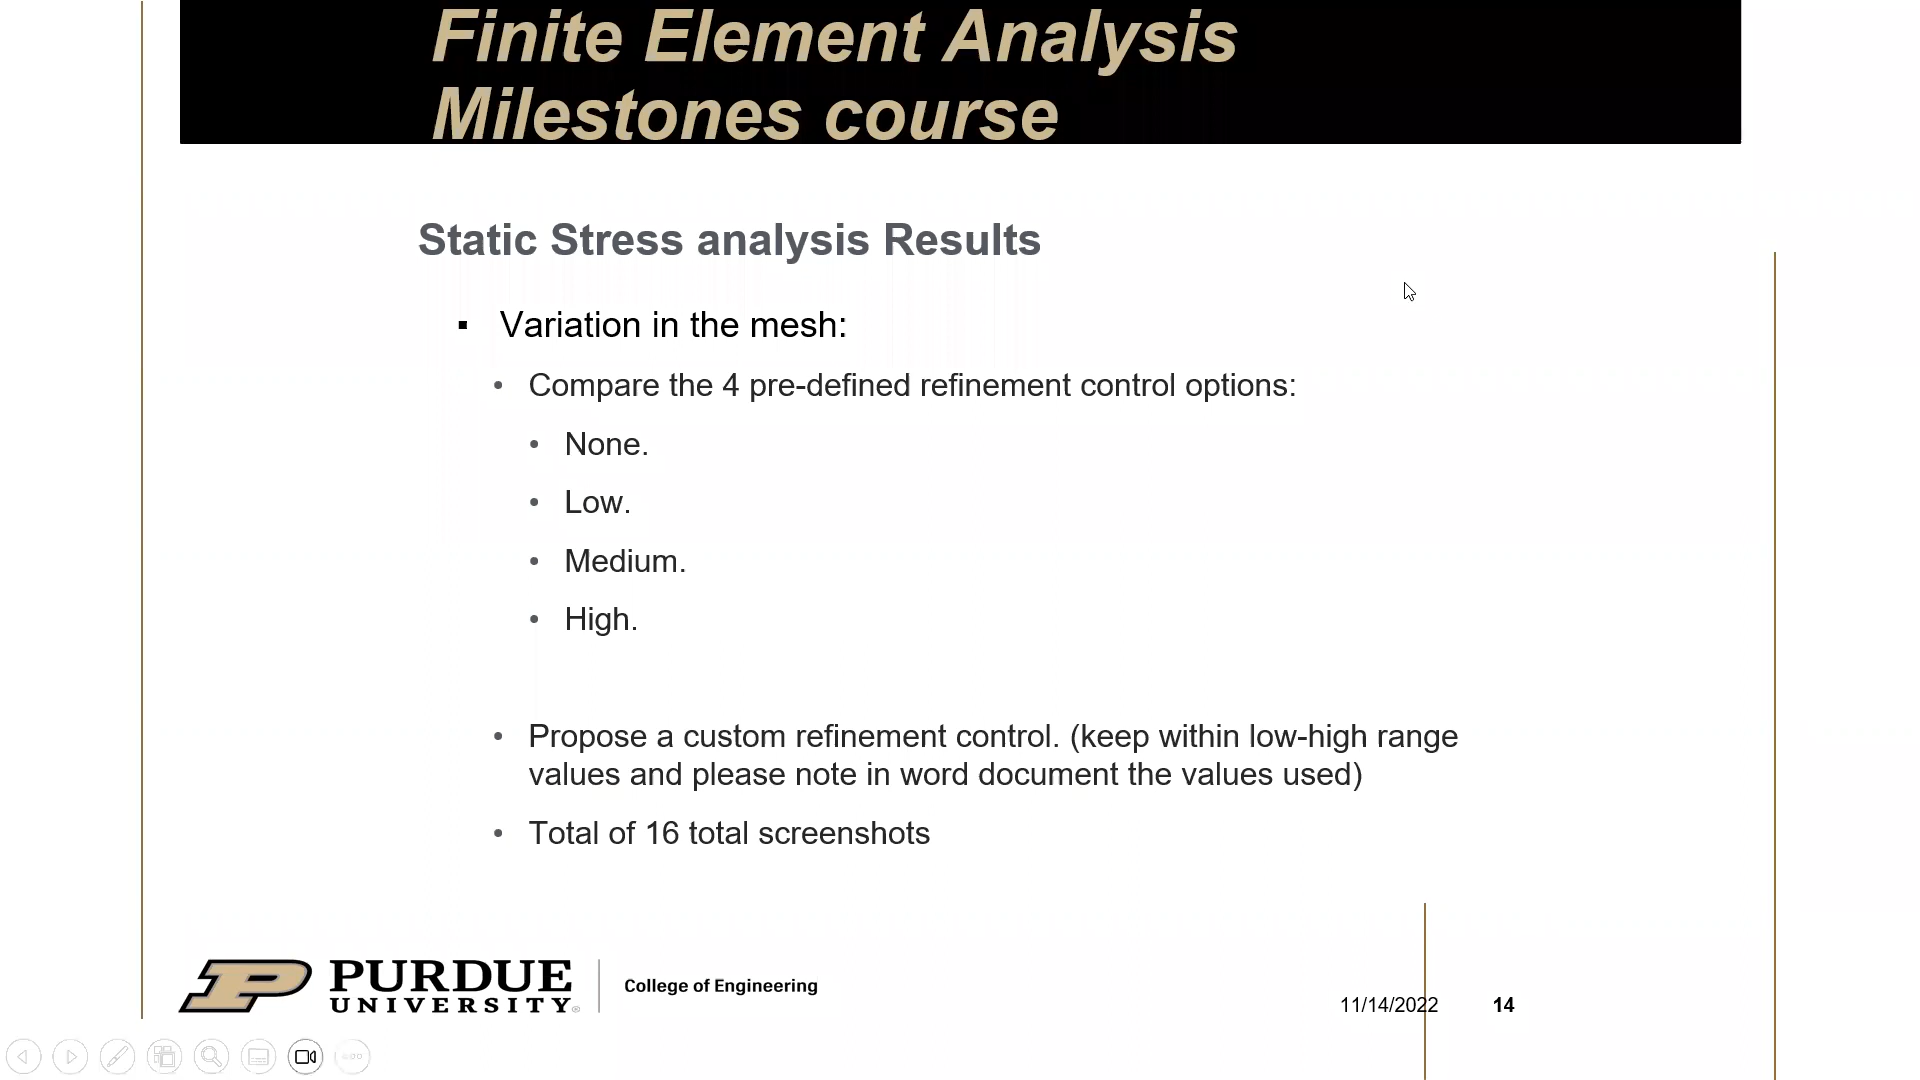 Finite Element Analysis
Milestones course
Static Stress analysis Results
▪ Variation in the mesh:
• Compare the 4 pre-defined refinement control options:
• None.
• Low.
• Medium.
• High.
• Propose a custom refinement control. (keep within low-high range
values and please note in word document the values used)
• Total of 16 total screenshots
PURDUE
UNIVERSITY®
College of Engineering
11/14/2022 14